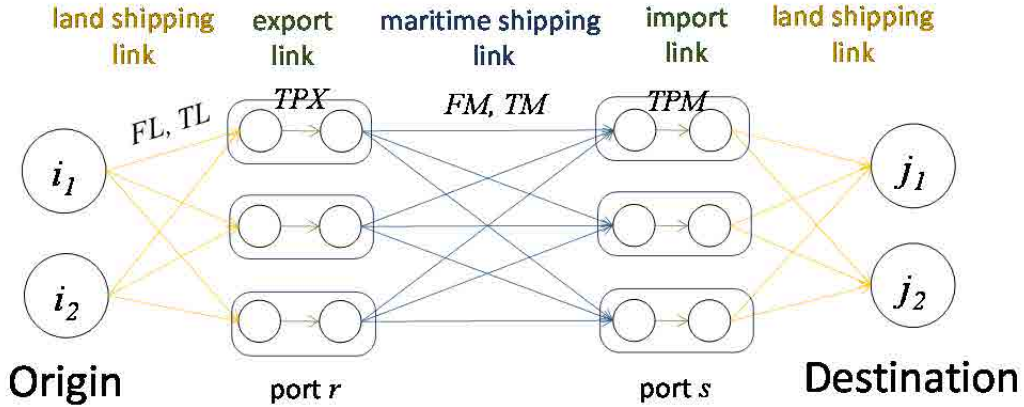 land shipping link
export link
maritime shipping link
import link
land shipping link
FL, TL
TPX
FM, TM
TPM
i₁
j₁
i₂
j₂
Origin
port r
port s
Destination